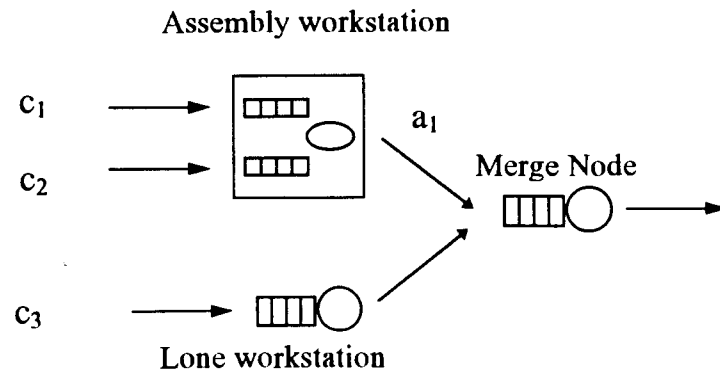 Assembly workstation
c1
a1
c2
Merge Node
c3
Lone workstation